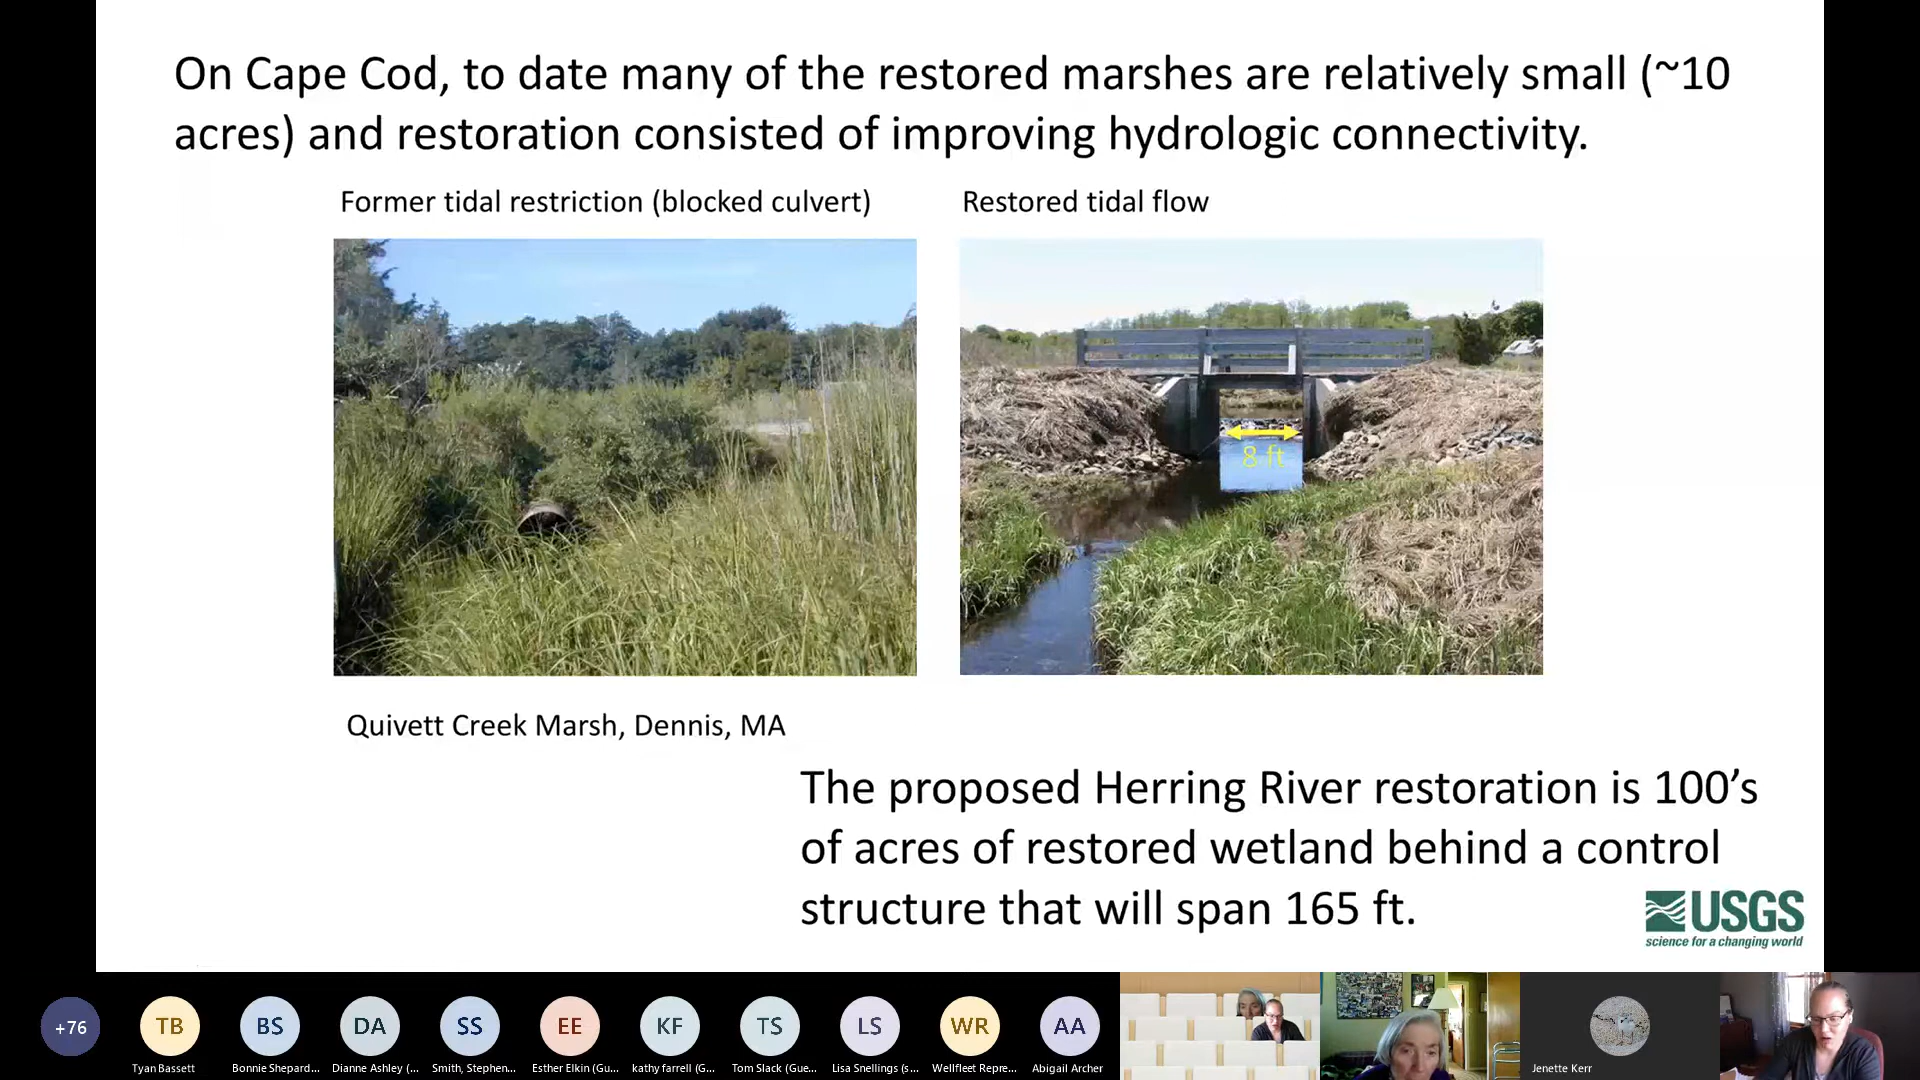 On Cape Cod, to date many of the restored marshes are relatively small (~10
acres) and restoration consisted of improving hydrologic connectivity.
Former tidal restriction (blocked culvert)
Restored tidal flow
8 ft
Quivett Creek Marsh, Dennis, MA
The proposed Herring River restoration is 100’s
of acres of restored wetland behind a control
structure that will span 165 ft.
USGS
science for a changing world
+76
TB
BS
DA
SS
EE
KF
TS
LS
WR
AA
Tyan Bassett
Bonnie Shepard...
Dianne Ashley (...
Smith, Stephen...
Esther Elkin (Gu...
kathy farrell (G...
Tom Slack (Gue...
Lisa Snellings (s...
Wellfleet Repre...
Abigail Archer
Jenette Kerr